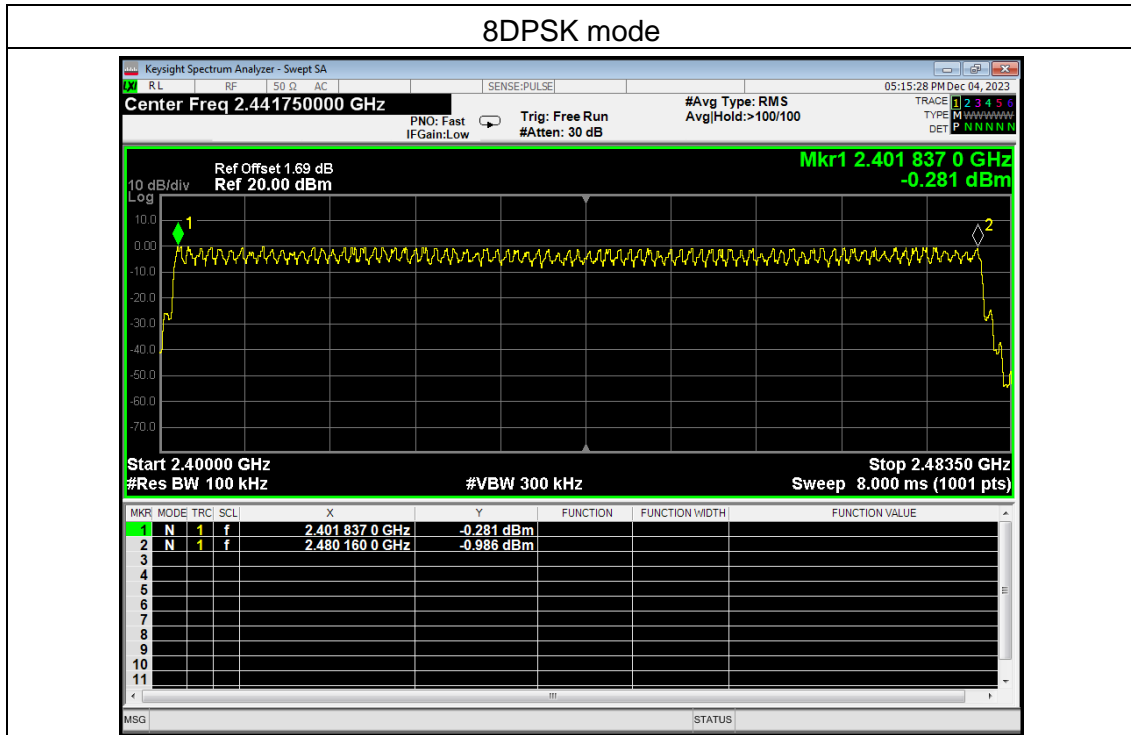 8DPSK mode
Keysight Spectrum Analyzer - Swept SA
LXI RL RF 50 Ω AC SENSE:PULSE 05:15:28 PM Dec 04, 2023
Center Freq 2.441750000 GHz #Avg Type: RMS TRACE 1 2 3 4 5 6
PNO: Fast Trig: Free Run Avg|Hold:>100/100 TYPE M WWWWW
IFGain:Low #Atten: 30 dB DET P N N N N N
Mkr1 2.401 837 0 GHz
Ref Offset 1.69 dB
10 dB/div Ref 20.00 dBm -0.281 dBm
Log
10.0
1
2
0.00
-10.0
-20.0
-30.0
-40.0
-50.0
-60.0
-70.0
Start 2.40000 GHz Stop 2.48350 GHz
#Res BW 100 kHz #VBW 300 kHz Sweep 8.000 ms (1001 pts)
MKR MODE TRC SCL X Y FUNCTION FUNCTION WIDTH FUNCTION VALUE
1 N 1 f 2.401 837 0 GHz -0.281 dBm
2 N 1 f 2.480 160 0 GHz -0.986 dBm
3
4
5
6
7
8
9
10
11
MSG STATUS